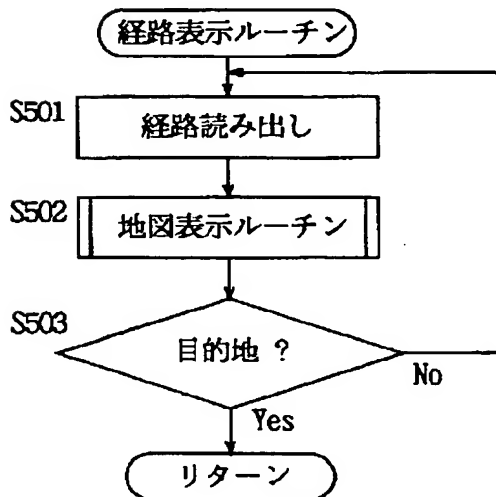 経路表示ルーチン
S501
経路読み出し
S502
地図表示ルーチン
S503
目的地 ?
No
Yes
リターン